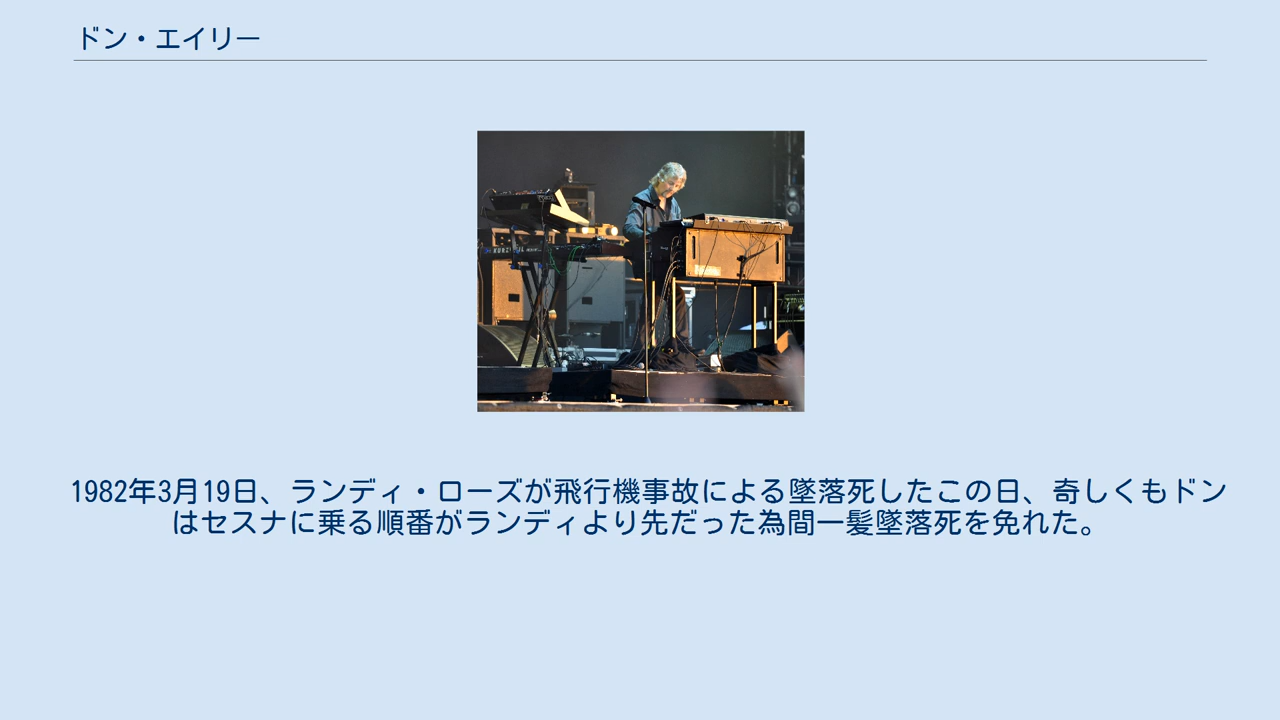 ドン・エイリー
KURZWEIL
1982年3月19日、ランディ・ローズが飛行機事故による墜落死したこの日、奇しくもドン
はセスナに乗る順番がランディより先だった為間一髪墜落死を免れた。